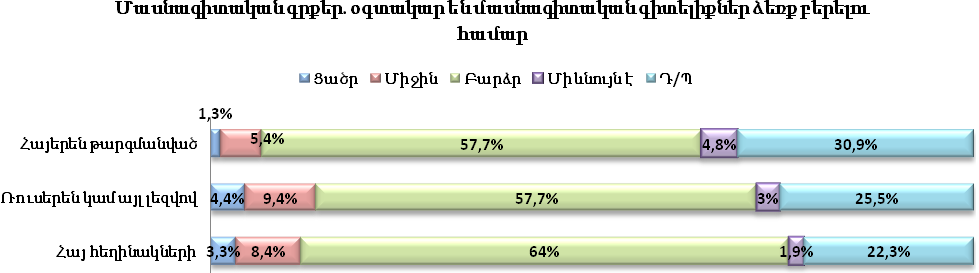 Մասնագիտական գրքեր. օգտակար են մասնագիտական գիտելիքներ ձեռք բերելու
համար
Ցածր Միջին Բարձր Միևնույն է Դ/Պ
Հայերեն թարգմանված 1,3% 5,4% 57,7% 4,8% 30,9%
Ռուսերեն կամ այլ լեզվով 4,4% 9,4% 57,7% 3% 25,5%
Հայ հեղինակների 3,3% 8,4% 64% 1,9% 22,3%